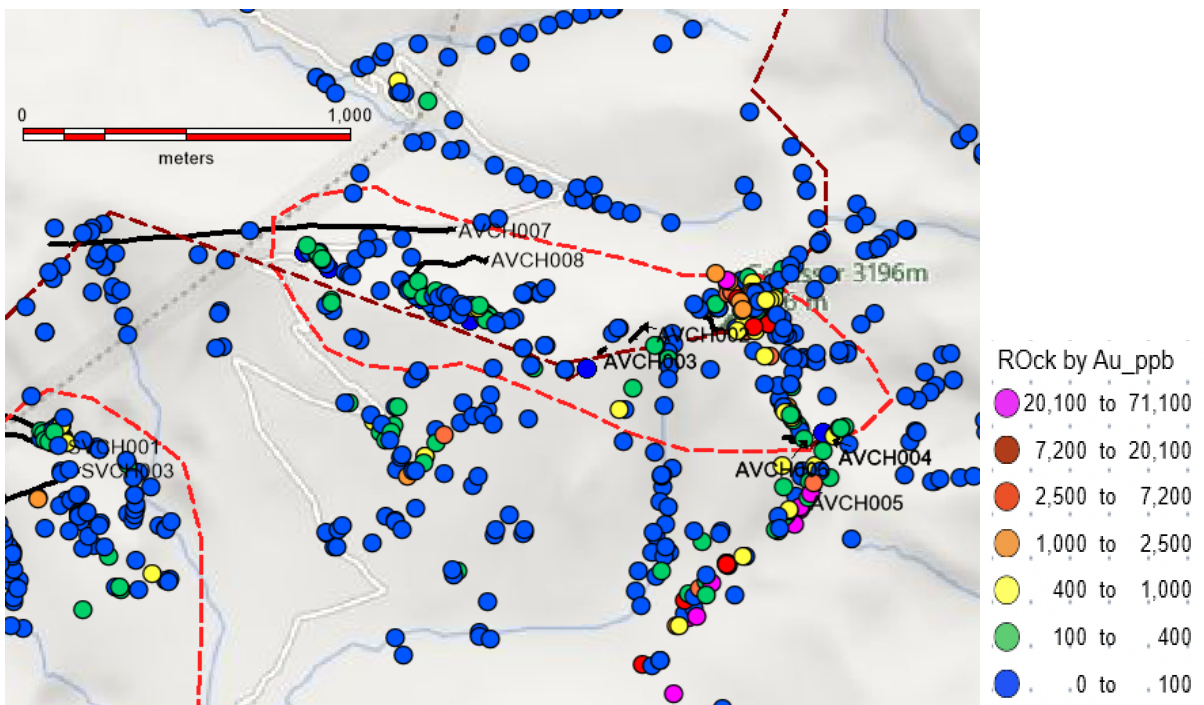 0 1,000
meters
AVCH007
AVCH008
3196m
m
AVCH002
AVCH003
SVCH001
SVCH003
AVCH004
AVCH006
AVCH005
ROck by Au_ppb
20,100 to 71,100
7,200 to 20,100
2,500 to 7,200
1,000 to 2,500
400 to 1,000
100 to 400
0 to 100